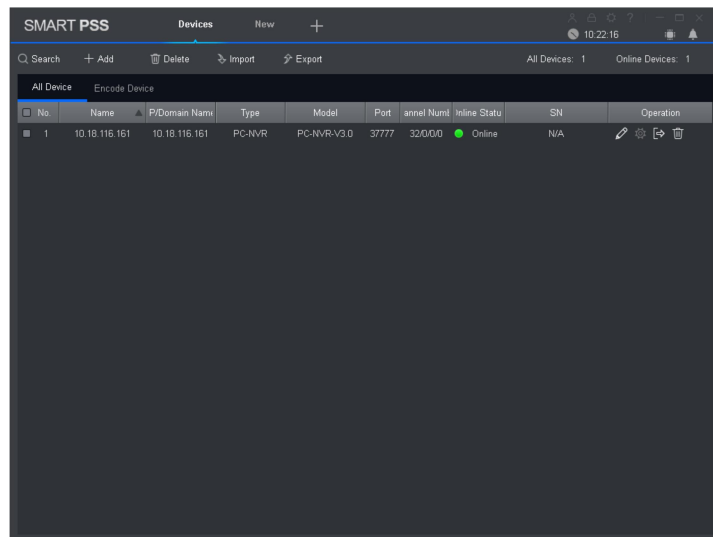 SMART PSS Devices New + ?
10:22:16
Search + Add Delete Import Export All Devices: 1 Online Devices: 1
All Device Encode Device
No. Name P/Domain Name Type Model Port annel Numl Inline Statu SN Operation
1 10.18.116.161 10.18.116.161 PC-NVR PC-NVR-V3.0 37777 32/0/0/0 Online N/A